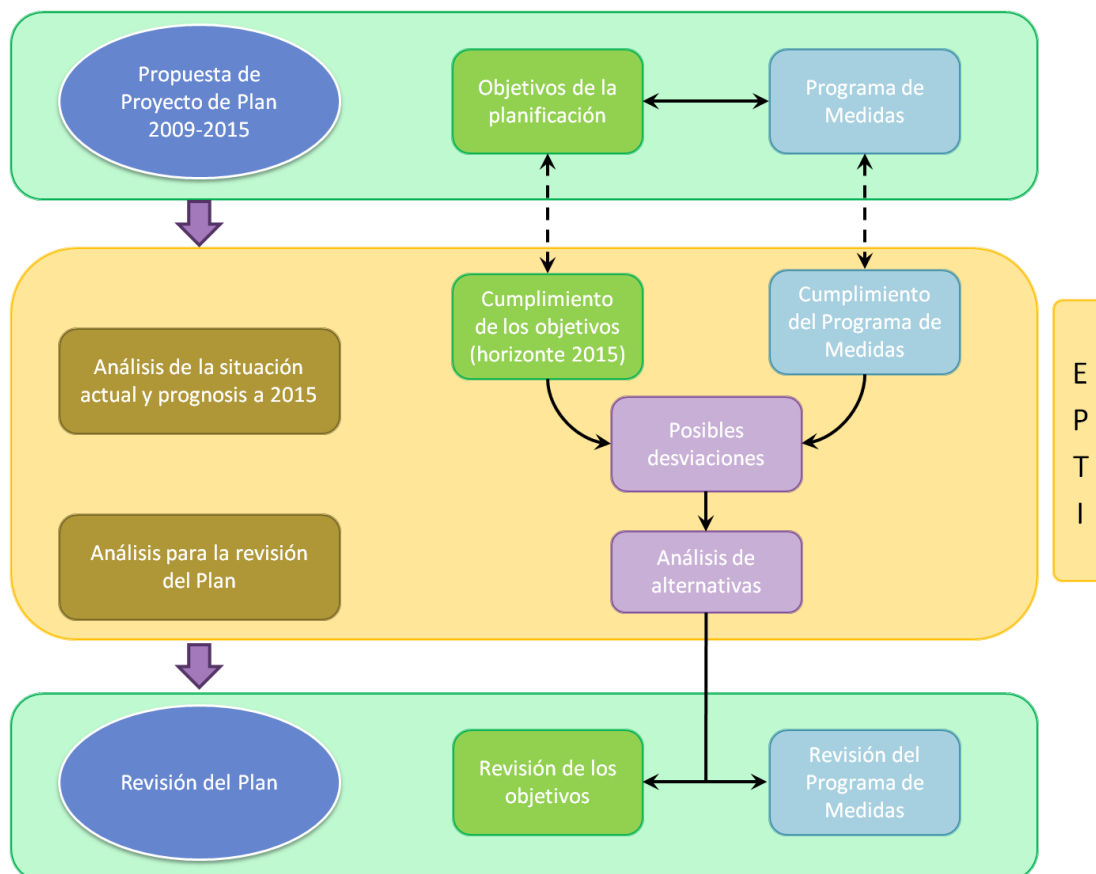 Propuesta de
Proyecto de Plan
2009-2015
Objetivos de la
planificación
Programa de
Medidas
Cumplimiento
de los objetivos
(horizonte 2015)
Cumplimiento
del Programa de
Medidas
Análisis de la situación
actual y prognosis a 2015
Posibles
desviaciones
Análisis para la revisión
del Plan
Análisis de
alternativas
E
P
T
I
Revisión del Plan
Revisión de los
objetivos
Revisión del
Programa de
Medidas